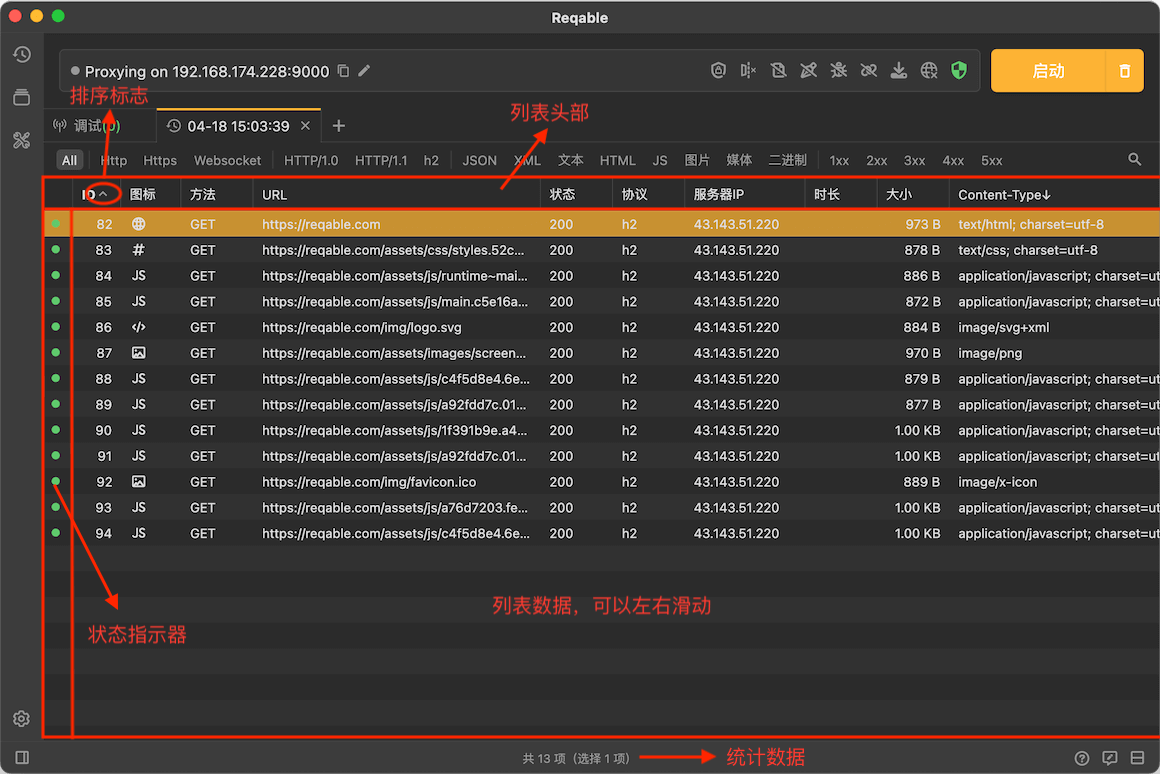 Reqable
Proxying on 192.168.174.228:9000
启动
排序标志
列表头部
调试(0)
04-18 15:03:39
All Http Https Websocket HTTP/1.0 HTTP/1.1 h2 JSON XML 文本 HTML JS 图片 媒体 二进制 1xx 2xx 3xx 4xx 5xx
ID 图标 方法 URL 状态 协议 服务器IP 时长 大小 Content-Type↓
82 GET https://reqable.com 200 h2 43.143.51.220 973 B text/html; charset=utf-8
83 # GET https://reqable.com/assets/css/styles.52c... 200 h2 43.143.51.220 878 B text/css; charset=utf-8
84 JS GET https://reqable.com/assets/js/runtime~mai... 200 h2 43.143.51.220 886 B application/javascript; charset=ut
85 JS GET https://reqable.com/assets/js/main.c5e16a... 200 h2 43.143.51.220 872 B application/javascript; charset=ut
86 </> GET https://reqable.com/img/logo.svg 200 h2 43.143.51.220 884 B image/svg+xml
87 GET https://reqable.com/assets/images/screen... 200 h2 43.143.51.220 970 B image/png
88 JS GET https://reqable.com/assets/js/c4f5d8e4.6e... 200 h2 43.143.51.220 879 B application/javascript; charset=ut
89 JS GET https://reqable.com/assets/js/a92fdd7c.01... 200 h2 43.143.51.220 877 B application/javascript; charset=ut
90 JS GET https://reqable.com/assets/js/1f391b9e.a4... 200 h2 43.143.51.220 1.00 KB application/javascript; charset=ut
91 JS GET https://reqable.com/assets/js/a92fdd7c.01... 200 h2 43.143.51.220 1.00 KB application/javascript; charset=ut
92 GET https://reqable.com/img/favicon.ico 200 h2 43.143.51.220 889 B image/x-icon
93 JS GET https://reqable.com/assets/js/a76d7203.fe... 200 h2 43.143.51.220 1.00 KB application/javascript; charset=ut
94 JS GET https://reqable.com/assets/js/c4f5d8e4.6e... 200 h2 43.143.51.220 1.00 KB application/javascript; charset=ut
列表数据，可以左右滑动
状态指示器
共 13 项（选择 1 项）
统计数据